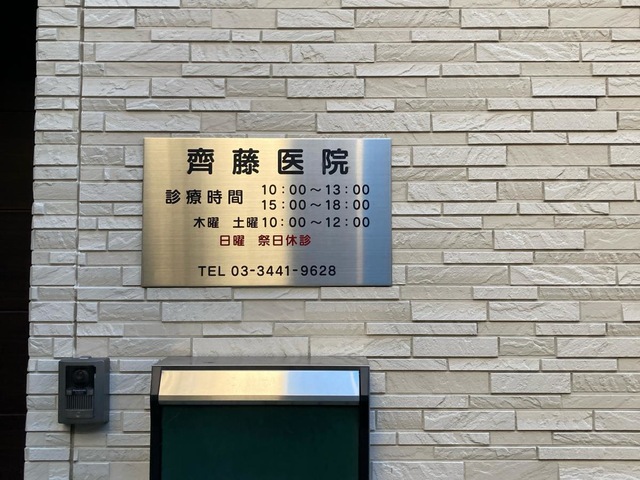 齊藤医院
診療時間 10:00～13:00
15:00～18:00
木曜 土曜 10:00～12:00
日曜 祭日休診
TEL 03-3441-9628